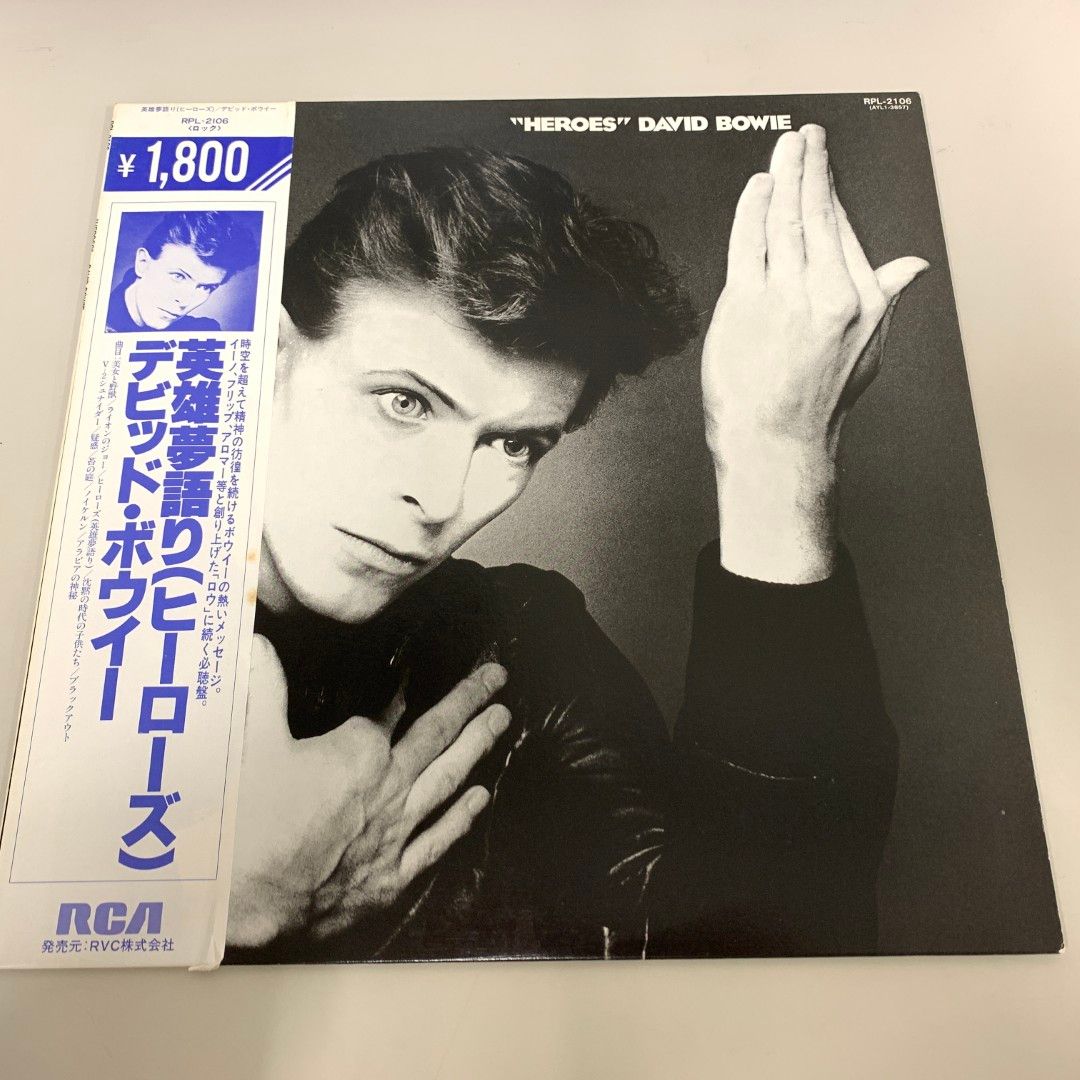 英雄夢語り(ヒーローズ)/デビッド・ボウイー
RPL-2106
〈ロック〉
¥1,800
時空を超えて精神の彷徨を続けるボウイーの熱いメッセージ。
イーノ、フリップ、アロマー等と創り上げた「ロウ」に続く必聴盤。
英雄夢語り(ヒーローズ)
デビッド・ボウイー
曲目=美女と野獣/ライオンのジョー/ヒーローズ(英雄夢語り)/沈黙の時代の子供たち/ブラックアウト
V-2シュナイダー/疑惑/苔の庭/ノイケルン/アラビアの神秘
RCA
発売元:RVC株式会社
"HEROES" DAVID BOWIE
RPL-2106
(AYL1-3857)